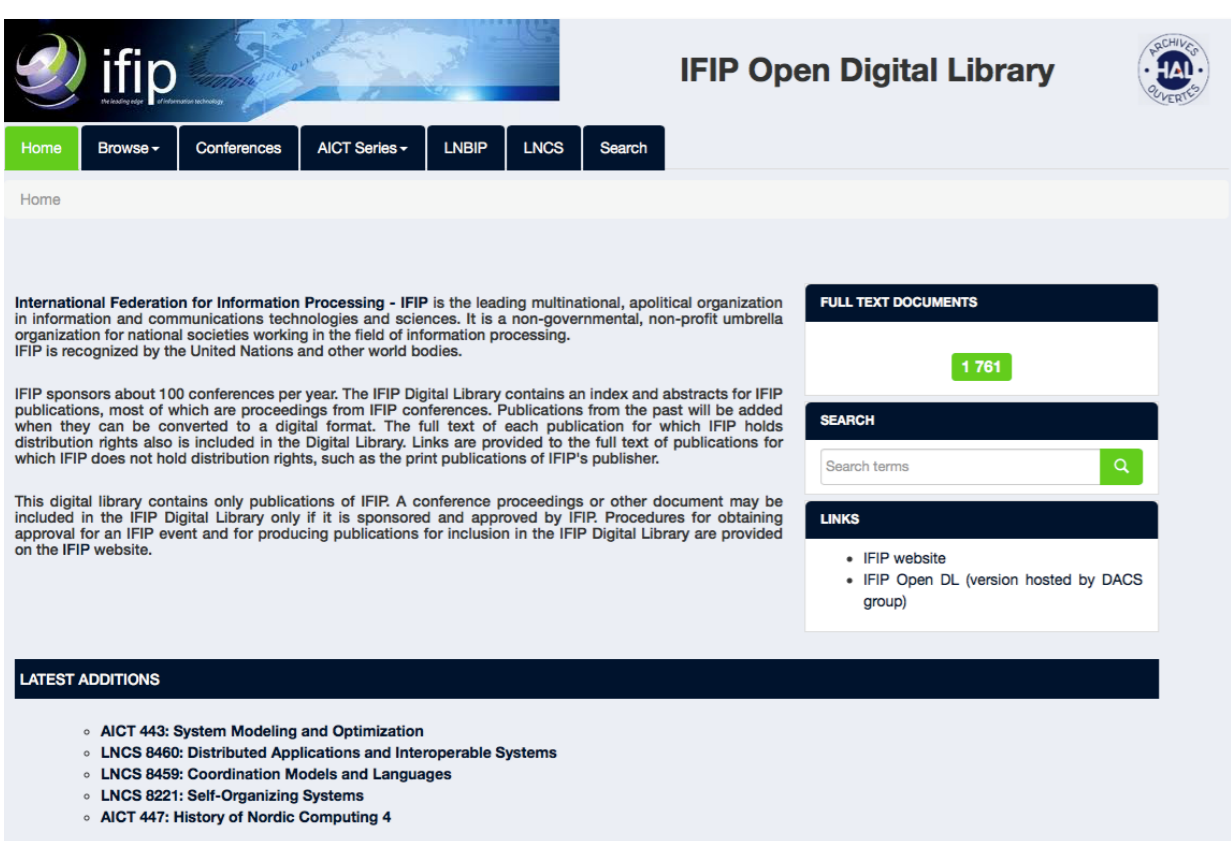 ifip
the leading edge of information technology
IFIP Open Digital Library
ARCHIVES
HAL
OUVERTES
Home
Browse
Conferences
AICT Series
LNBIP
LNCS
Search
Home
International Federation for Information Processing - IFIP is the leading multinational, apolitical organization
in information and communications technologies and sciences. It is a non-governmental, non-profit umbrella
organization for national societies working in the field of information processing.
IFIP is recognized by the United Nations and other world bodies.
IFIP sponsors about 100 conferences per year. The IFIP Digital Library contains an index and abstracts for IFIP
publications, most of which are proceedings from IFIP conferences. Publications from the past will be added
when they can be converted to a digital format. The full text of each publication for which IFIP holds
distribution rights also is included in the Digital Library. Links are provided to the full text of publications for
which IFIP does not hold distribution rights, such as the print publications of IFIP's publisher.
This digital library contains only publications of IFIP. A conference proceedings or other document may be
included in the IFIP Digital Library only if it is sponsored and approved by IFIP. Procedures for obtaining
approval for an IFIP event and for producing publications for inclusion in the IFIP Digital Library are provided
on the IFIP website.
FULL TEXT DOCUMENTS
1 761
SEARCH
Search terms
LINKS
• IFIP website
• IFIP Open DL (version hosted by DACS
group)
LATEST ADDITIONS
◦ AICT 443: System Modeling and Optimization
◦ LNCS 8460: Distributed Applications and Interoperable Systems
◦ LNCS 8459: Coordination Models and Languages
◦ LNCS 8221: Self-Organizing Systems
◦ AICT 447: History of Nordic Computing 4